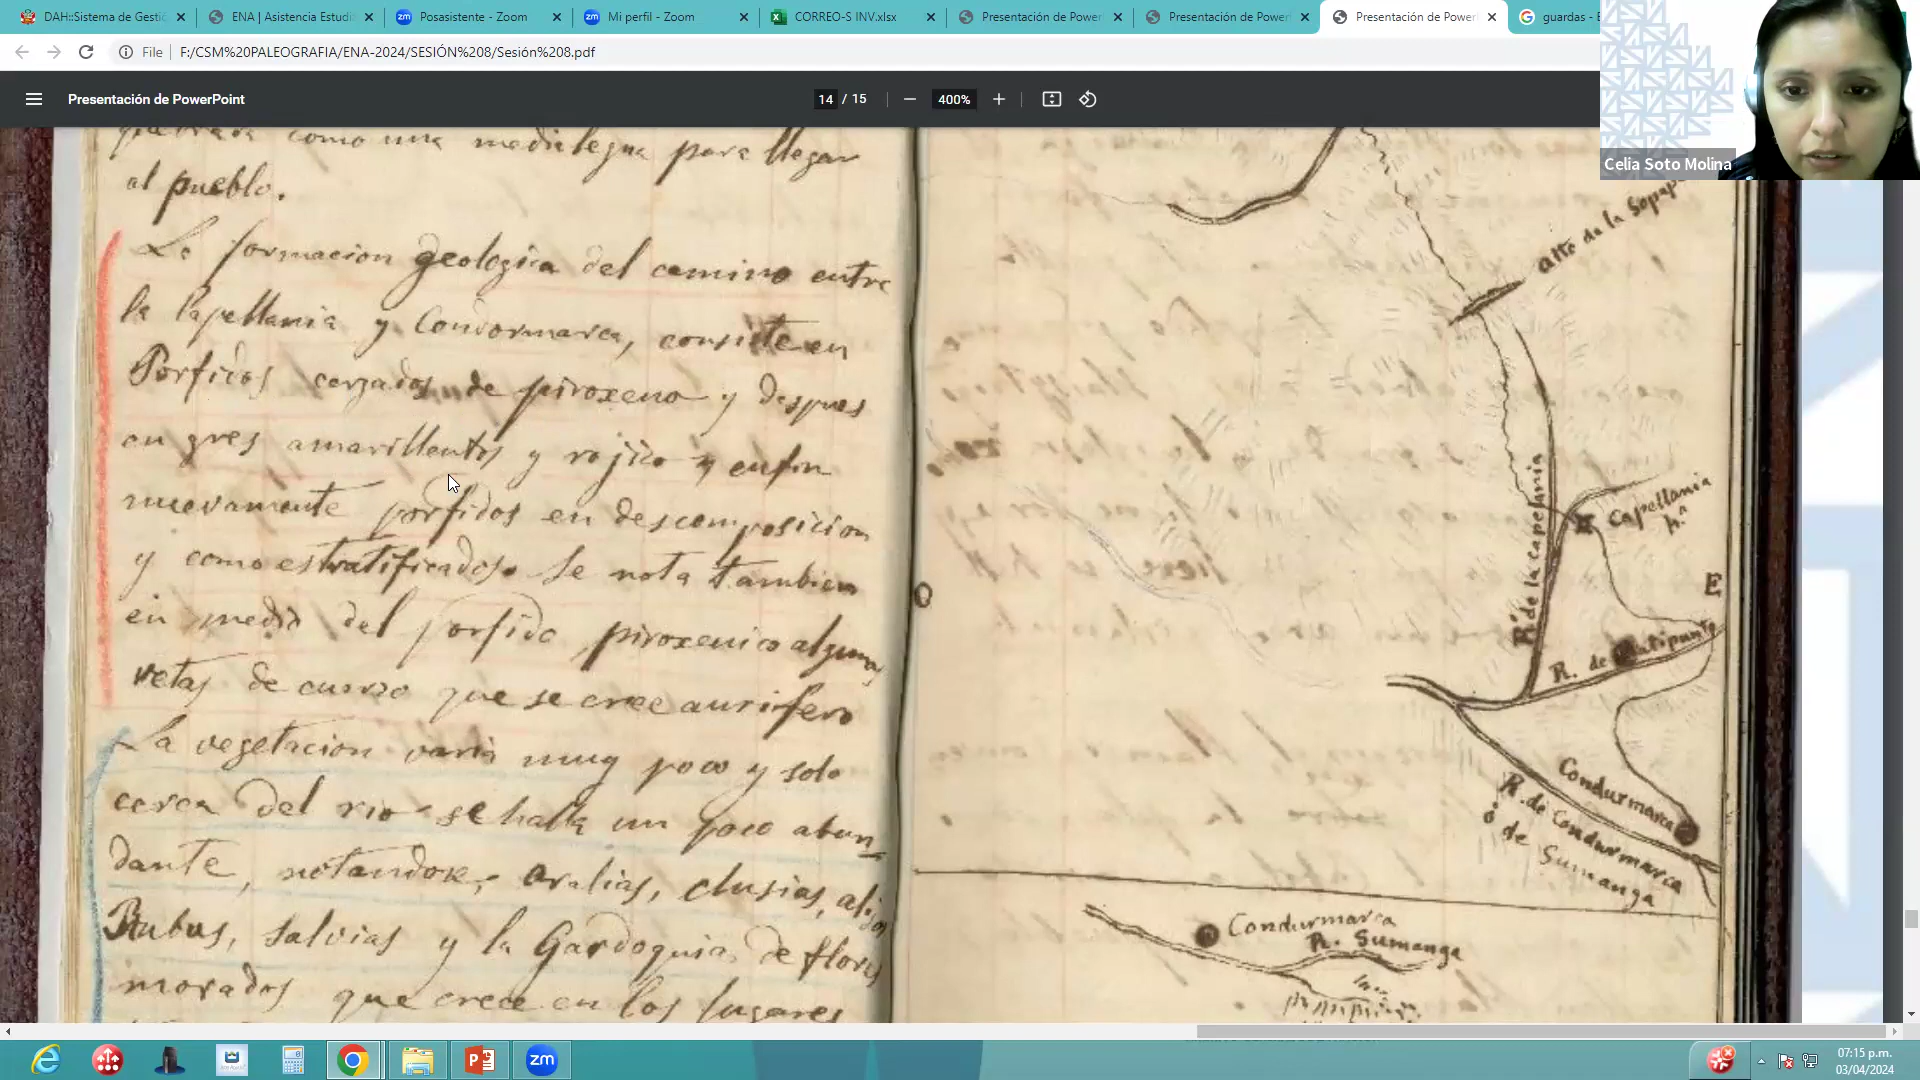 DAH::Sistema de Gesti
ENA | Asistencia Estudi
Posasistente - Zoom
Mi perfil - Zoom
CORREO-S INV.xlsx
Presentación de Power
Presentación de Power
Presentación de Power
guardas - B
File
F:/CSM%20PALEOGRAFIA/ENA-2024/SESIÓN%208/Sesión%208.pdf
Presentación de PowerPoint
14 / 15
400%
Celia Soto Molina
quebrada como una media legua para llegar
al pueblo.
La formacion geologica del camino entre
la Capellania y Condormarca, consiste en
Porfidos cargados de piroxeno y despues
en gres amarillentos y rojico y enfin
nuevamente porfidos en descomposicion
y como estratificados. Se nota tambien
en medio del porfido piroxenico algunas
vetas de cuarzo que se cree aurifero
La vegetacion varia muy poco y solo
cerca del rio se halla un poco abun-
dante, notandose, Aralias, clusias, alisos
Rubus, salvias y la Gardoquia de flores
morados que crece en los lugares
alto de la Sopap
R. de la Capellania
Capellania
h.a
O
E
R. de
Condurmarca
R. de Condurmarca
ó de Sumanga
Condurmarca
R. Sumanga
07:15 p.m.
03/04/2024